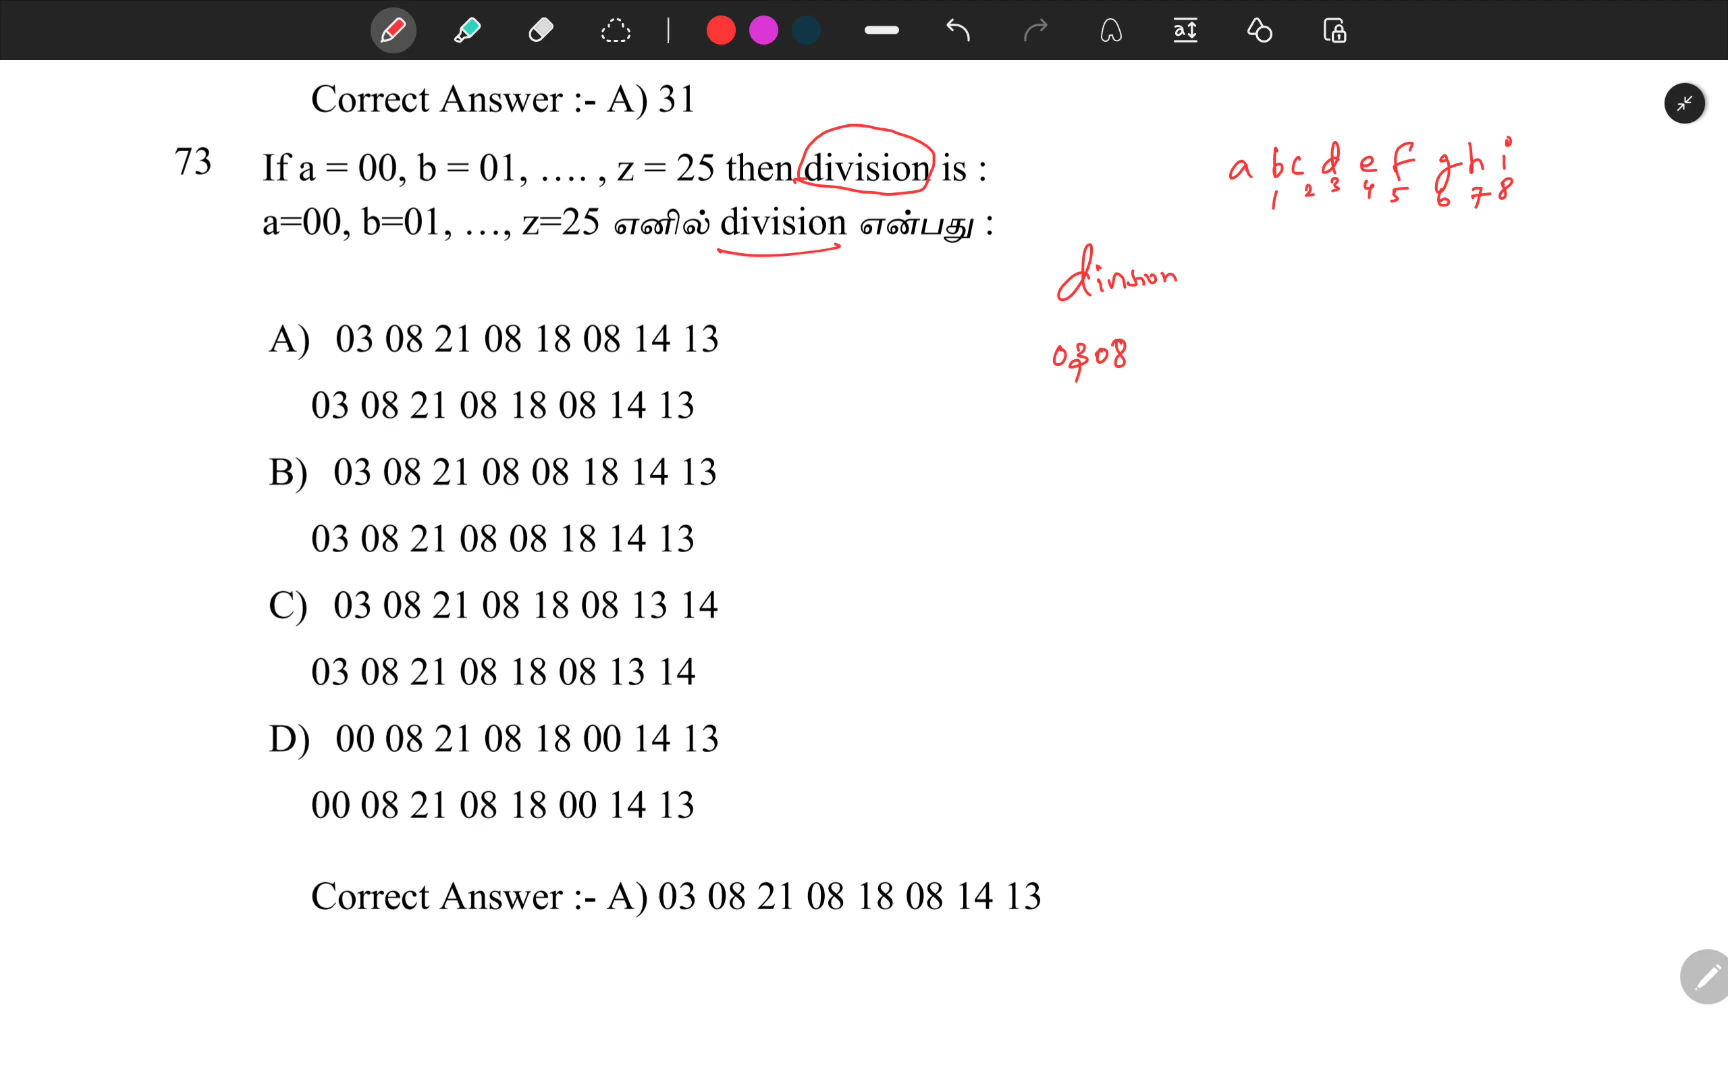 Correct Answer :- A) 31
73 If a = 00, b = 01, .... , z = 25 then division is :
a=00, b=01, ..., z=25 எனில் division என்பது :
a b c d e f g h i
1 2 3 4 5 6 7 8
division
0308
A) 03 08 21 08 18 08 14 13
03 08 21 08 18 08 14 13
B) 03 08 21 08 08 18 14 13
03 08 21 08 08 18 14 13
C) 03 08 21 08 18 08 13 14
03 08 21 08 18 08 13 14
D) 00 08 21 08 18 00 14 13
00 08 21 08 18 00 14 13
Correct Answer :- A) 03 08 21 08 18 08 14 13